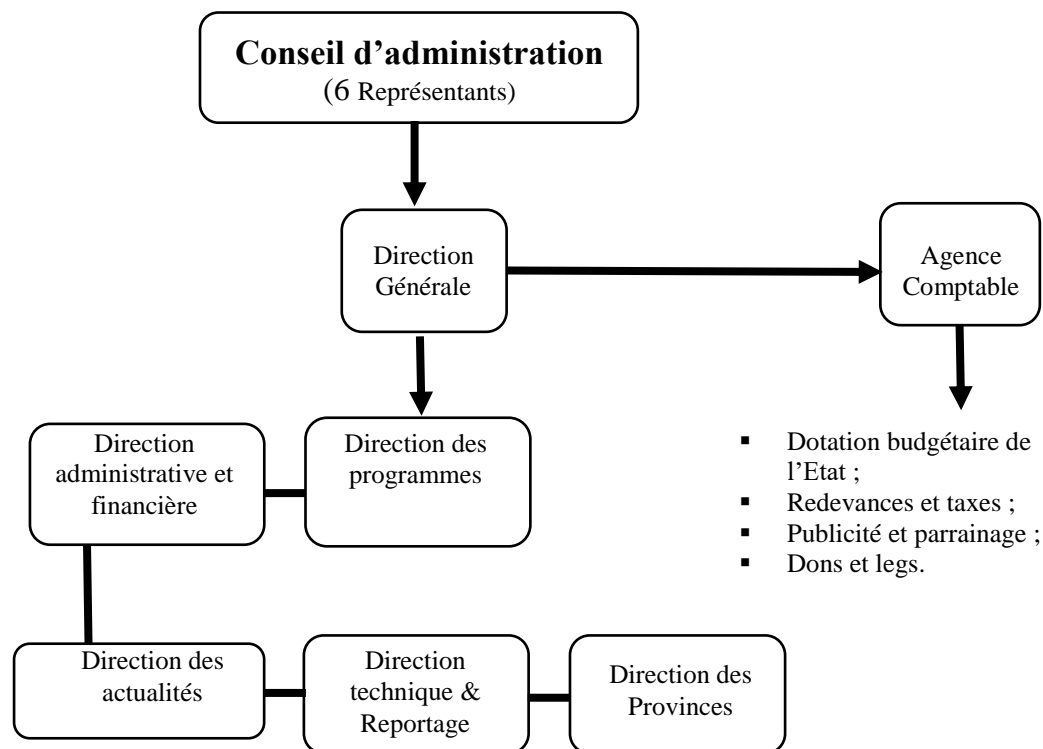 Conseil d’administration
(6 Représentants)
Direction
Générale
Agence
Comptable
Direction
administrative et
financière
Direction des
programmes
▪ Dotation budgétaire de
l’Etat ;
▪ Redevances et taxes ;
▪ Publicité et parrainage ;
▪ Dons et legs.
Direction des
actualités
Direction
technique &
Reportage
Direction des
Provinces